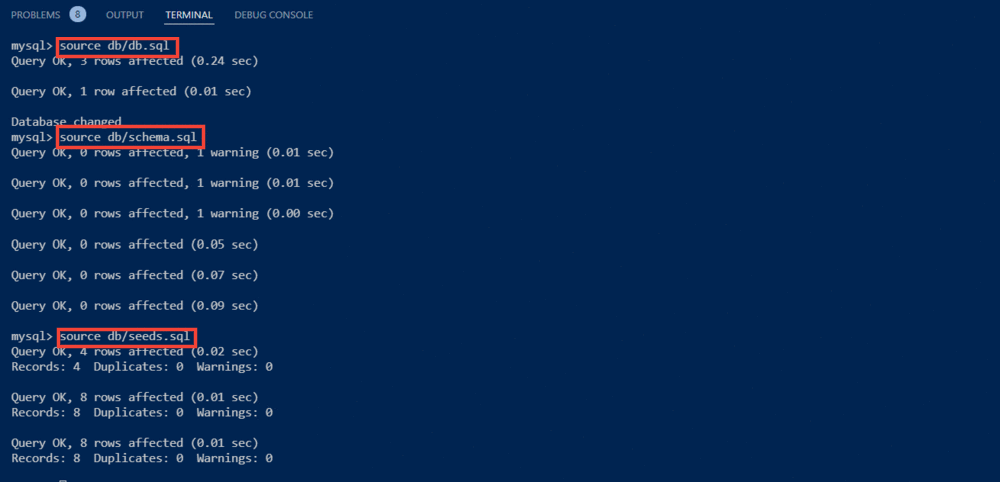 PROBLEMS 8 OUTPUT TERMINAL DEBUG CONSOLE
mysql> source db/db.sql
Query OK, 3 rows affected (0.24 sec)
Query OK, 1 row affected (0.01 sec)
Database changed
mysql> source db/schema.sql
Query OK, 0 rows affected, 1 warning (0.01 sec)
Query OK, 0 rows affected, 1 warning (0.01 sec)
Query OK, 0 rows affected, 1 warning (0.00 sec)
Query OK, 0 rows affected (0.05 sec)
Query OK, 0 rows affected (0.07 sec)
Query OK, 0 rows affected (0.09 sec)
mysql> source db/seeds.sql
Query OK, 4 rows affected (0.02 sec)
Records: 4  Duplicates: 0  Warnings: 0
Query OK, 8 rows affected (0.01 sec)
Records: 8  Duplicates: 0  Warnings: 0
Query OK, 8 rows affected (0.01 sec)
Records: 8  Duplicates: 0  Warnings: 0